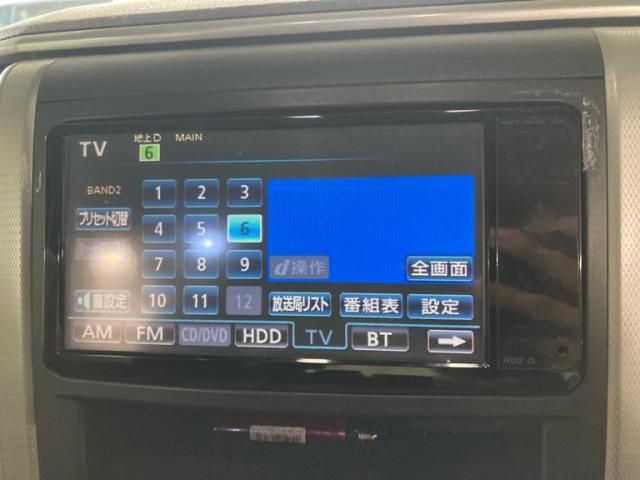 TV 地上D MAIN
6
BAND2 1 2 3
プリセット切替 4 5 6
7 8 9
d操作 全画面
音設定 10 11 12 放送局リスト 番組表 設定
AM FM CD/DVD HDD TV BT
HDD